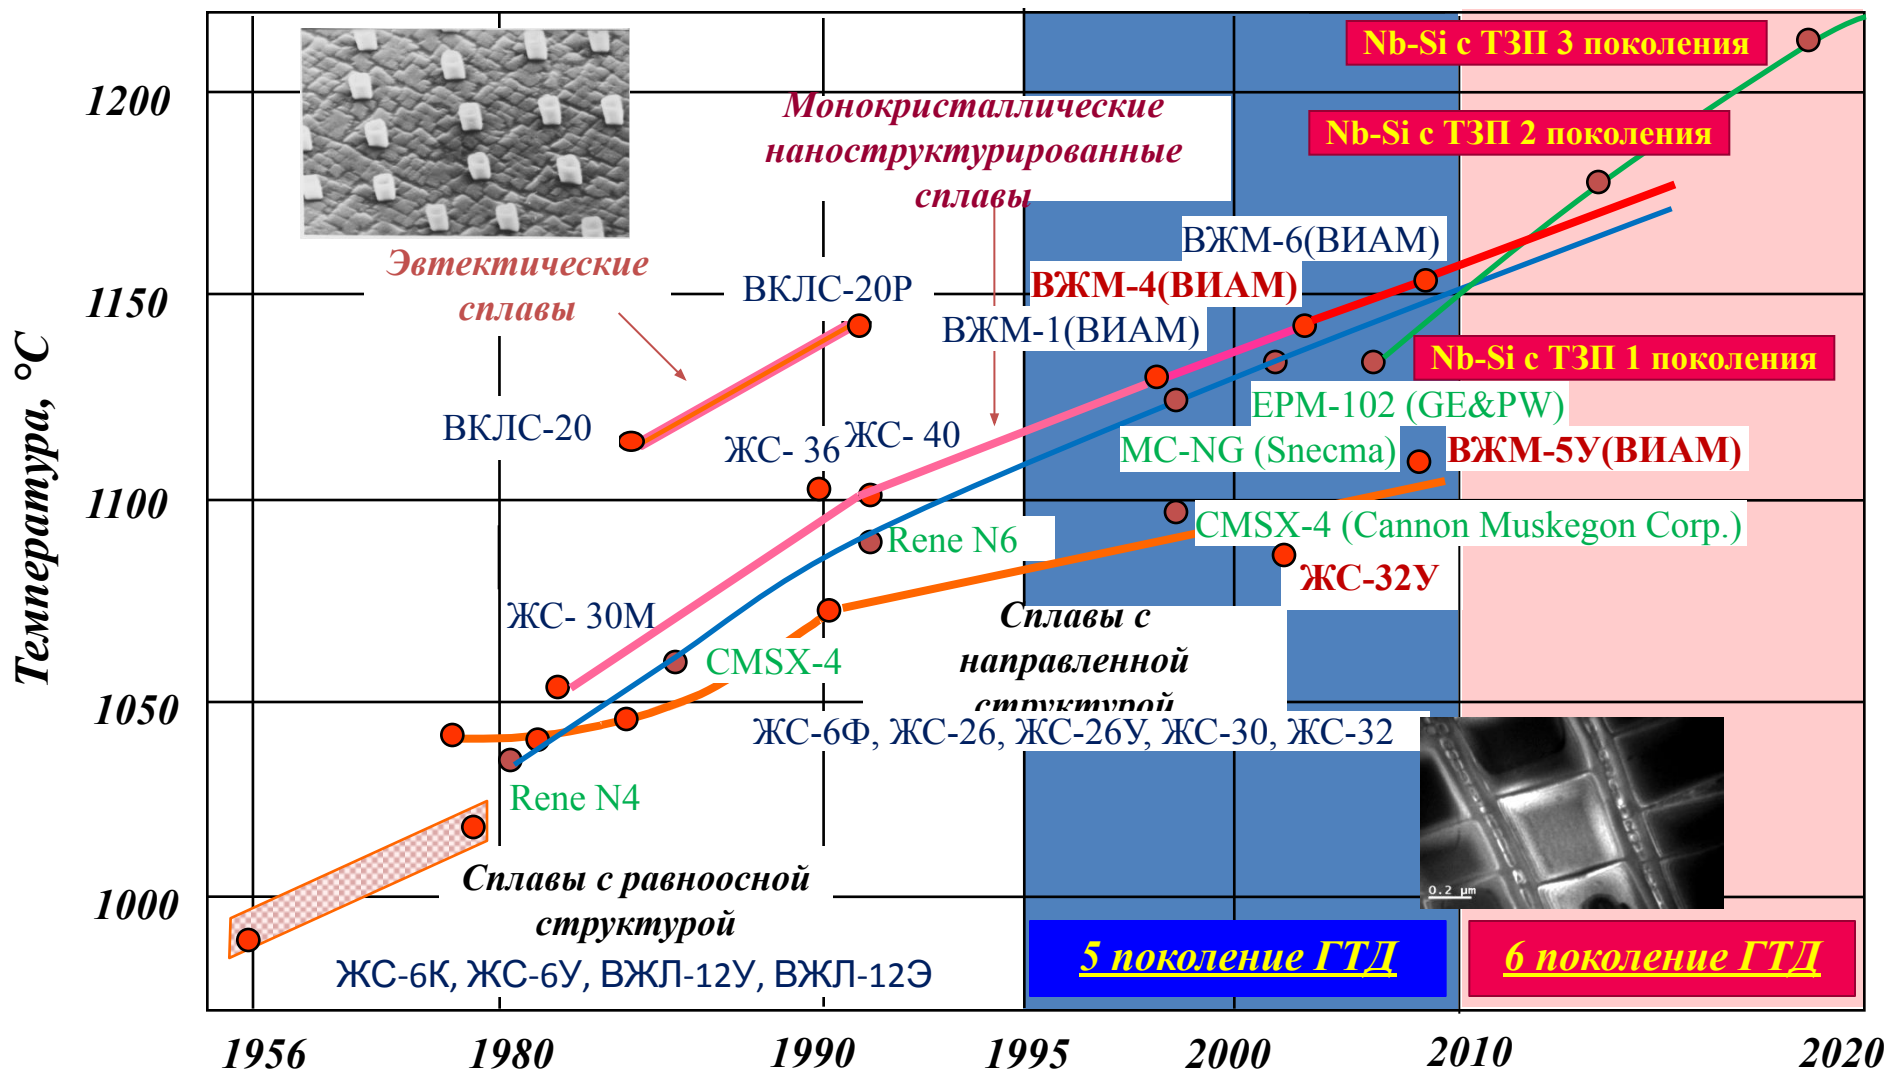 Nb-Si с ТЗП 3 поколения
1200
Монокристаллические
наноструктурированные
сплавы
Nb-Si с ТЗП 2 поколения
Эвтектические
сплавы
ВЖМ-6(ВИАМ)
ВКЛС-20Р
ВЖМ-4(ВИАМ)
1150
ВЖМ-1(ВИАМ)
Nb-Si с ТЗП 1 поколения
EPM-102 (GE&PW)
ВКЛС-20
ЖС- 36
ЖС- 40
MC-NG (Snecma)
ВЖМ-5У(ВИАМ)
1100
Rene N6
CMSX-4 (Cannon Muskegon Corp.)
ЖС-32У
Температура, °С
ЖС- 30М
CMSX-4
Сплавы с
направленной
структурой
1050
ЖС-6Ф, ЖС-26, ЖС-26У, ЖС-30, ЖС-32
Rene N4
Сплавы с равноосной
структурой
1000
0.2 µm
ЖС-6К, ЖС-6У, ВЖЛ-12У, ВЖЛ-12Э
5 поколение ГТД
6 поколение ГТД
1956
1980
1990
1995
2000
2010
2020